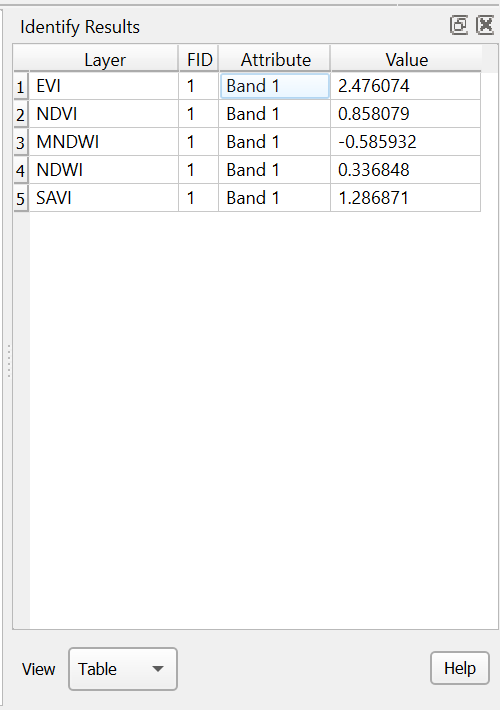 Identify Results
Layer FID Attribute Value
1 EVI 1 Band 1 2.476074
2 NDVI 1 Band 1 0.858079
3 MNDWI 1 Band 1 -0.585932
4 NDWI 1 Band 1 0.336848
5 SAVI 1 Band 1 1.286871
View Table Help